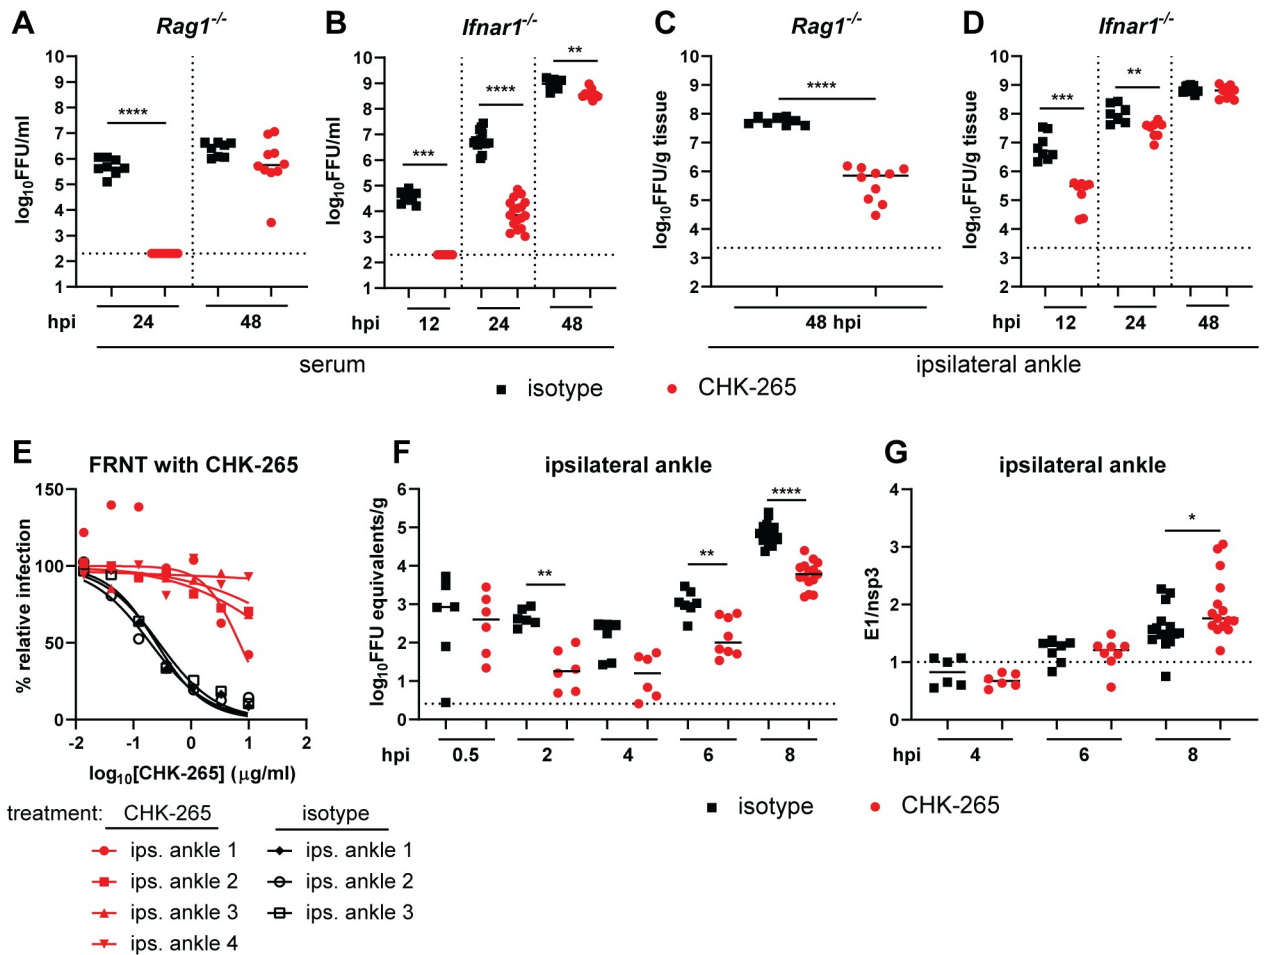 A Rag1-/- B Ifnar1-/- C Rag1-/- D Ifnar1-/-
log10FFU/ml
10
9
8
7
6
5
4
3
2
1
****
hpi 24 48
log10FFU/ml
10
9
8
7
6
5
4
3
2
1
*** **** **
12 24 48
serum
log10FFU/g tissue
10
9
8
7
6
5
4
3
2
****
48 hpi
log10FFU/g tissue
10
9
8
7
6
5
4
3
2
*** **
hpi 12 24 48
ipsilateral ankle
isotype CHK-265
E FRNT with CHK-265
% relative infection
150
100
50
0
-2 -1 0 1 2
log10[CHK-265] (μg/ml)
treatment: CHK-265 isotype
ips. ankle 1 ips. ankle 1
ips. ankle 2 ips. ankle 2
ips. ankle 3 ips. ankle 3
ips. ankle 4
F ipsilateral ankle
log10FFU equivalents/g
6
5
4
3
2
1
0
** ** ****
hpi 0.5 2 4 6 8
G ipsilateral ankle
E1/nsp3
4
3
2
1
0
*
hpi 4 6 8
isotype CHK-265